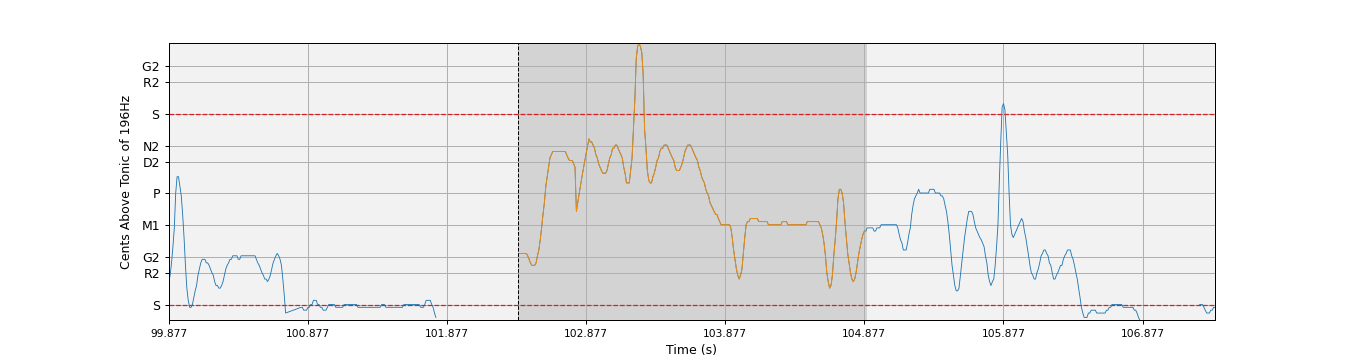 G2
R2
S
N2
D2
P
M1
G2
R2
S
Cents Above Tonic of 196Hz
99.877 100.877 101.877 102.877 103.877 104.877 105.877 106.877
Time (s)